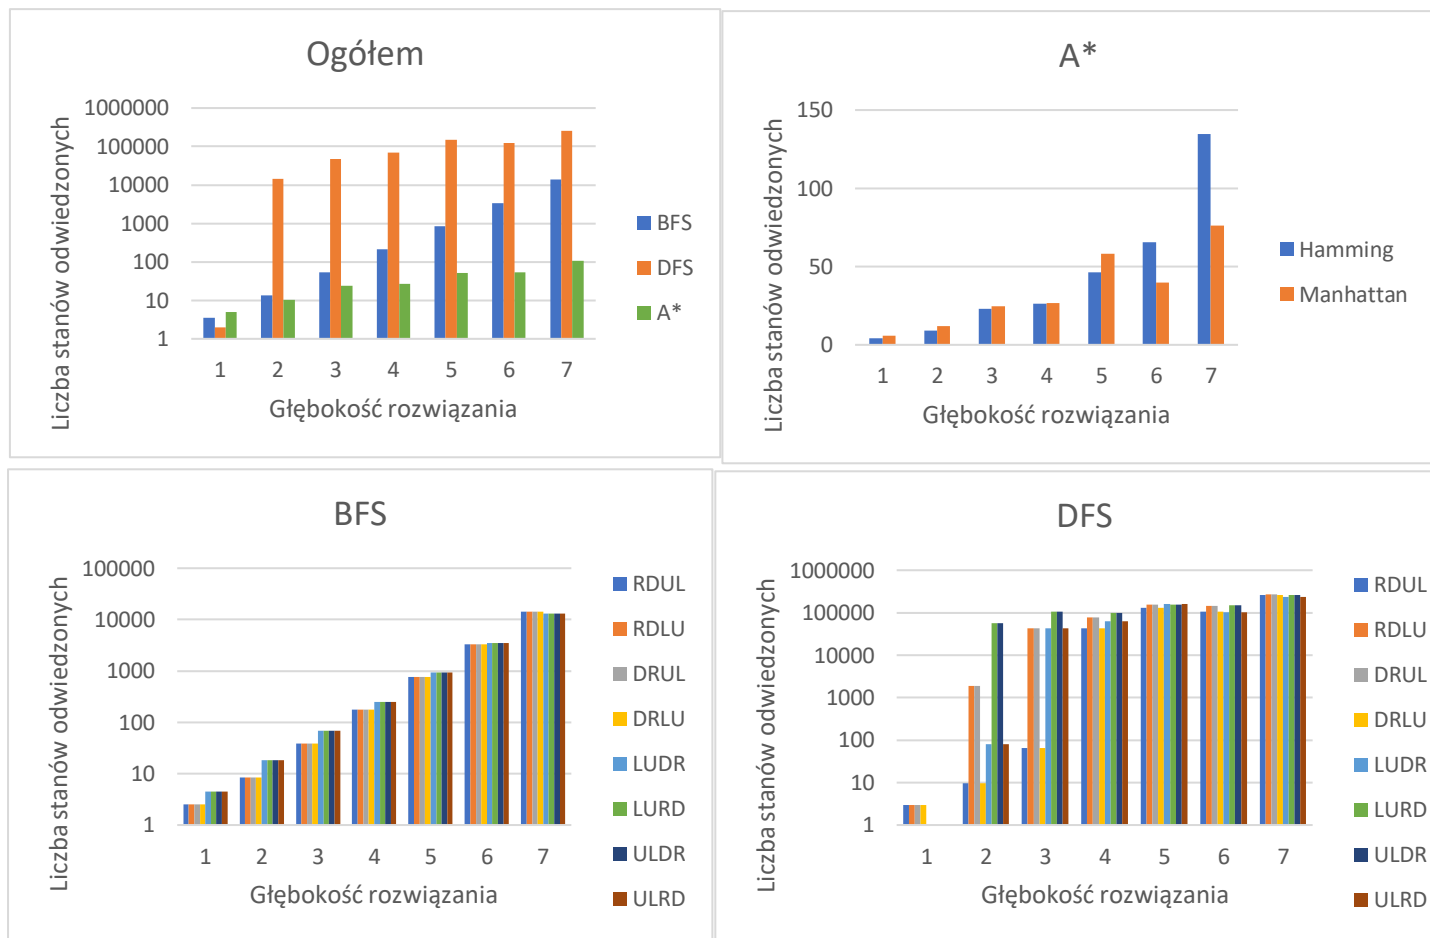 Ogółem
Liczba stanów odwiedzonych
1000000
100000
10000
1000
100
10
1
1 2 3 4 5 6 7
Głębokość rozwiązania
BFS
DFS
A*
A*
Liczba stanów odwiedzonych
150
100
50
0
1 2 3 4 5 6 7
Głębokość rozwiązania
Hamming
Manhattan
BFS
Liczba stanów odwiedzonych
100000
10000
1000
100
10
1
1 2 3 4 5 6 7
Głębokość rozwiązania
RDUL
RDLU
DRUL
DRLU
LUDR
LURD
ULDR
ULRD
DFS
Liczba stanów odwiedzonych
1000000
100000
10000
1000
100
10
1
1 2 3 4 5 6 7
Głębokość rozwiązania
RDUL
RDLU
DRUL
DRLU
LUDR
LURD
ULDR
ULRD